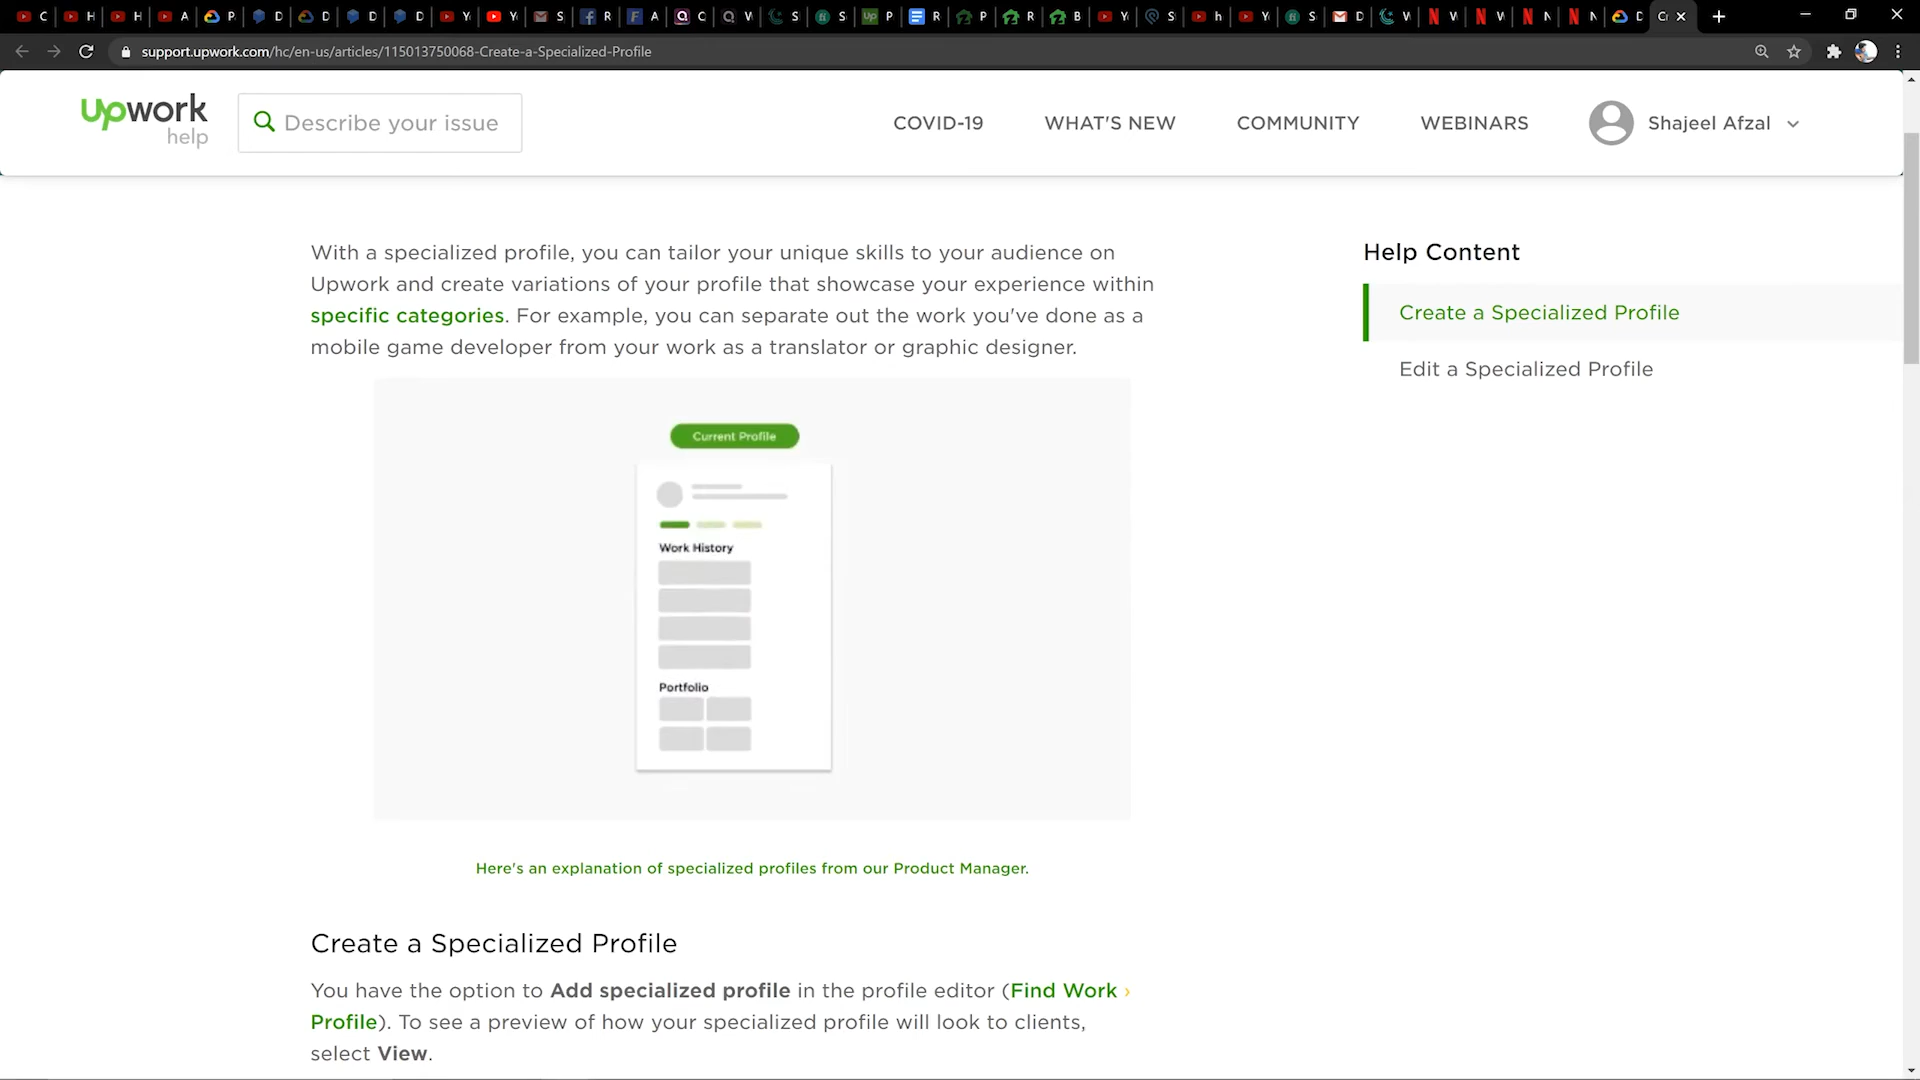 C H H A P D D D D Y Y S R A C V S S P R P R B Y S h Y S D V V V N N D Cr
support.upwork.com/hc/en-us/articles/115013750068-Create-a-Specialized-Profile
upwork
help
Describe your issue
COVID-19 WHAT'S NEW COMMUNITY WEBINARS Shajeel Afzal
With a specialized profile, you can tailor your unique skills to your audience on
Upwork and create variations of your profile that showcase your experience within
specific categories. For example, you can separate out the work you've done as a
mobile game developer from your work as a translator or graphic designer.
Help Content
Create a Specialized Profile
Edit a Specialized Profile
Current Profile
Work History
Portfolio
Here's an explanation of specialized profiles from our Product Manager.
Create a Specialized Profile
You have the option to Add specialized profile in the profile editor (Find Work ›
Profile). To see a preview of how your specialized profile will look to clients,
select View.